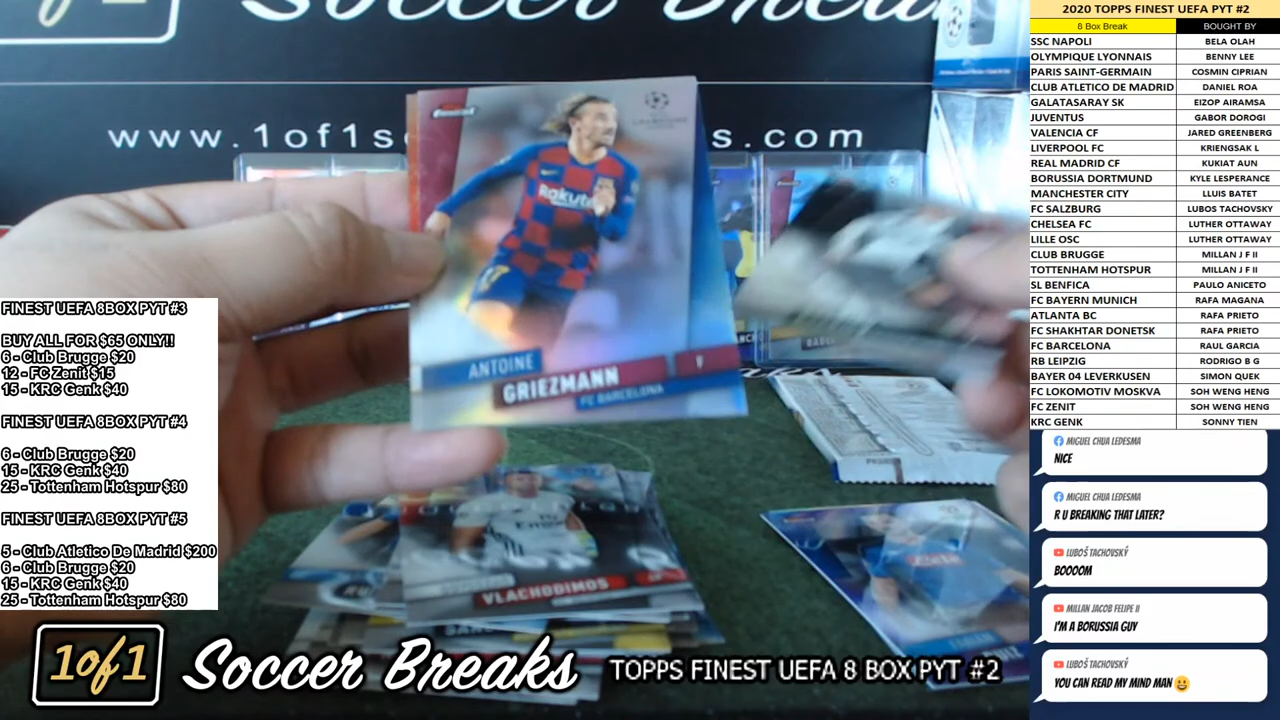 Soccer Breaks
www.1of1s
s.com
2020 TOPPS FINEST UEFA PYT #2
8 Box Break BOUGHT BY
SSC NAPOLI BELA OLAH
OLYMPIQUE LYONNAIS BENNY LEE
PARIS SAINT-GERMAIN COSMIN CIPRIAN
CLUB ATLETICO DE MADRID DANIEL ROA
GALATASARAY SK EIZOP AIRAMSA
JUVENTUS GABOR DOROGI
VALENCIA CF JARED GREENBERG
LIVERPOOL FC KRIENGSAK L
REAL MADRID CF KUKIAT AUN
BORUSSIA DORTMUND KYLE LESPERANCE
MANCHESTER CITY LLUIS BATET
FC SALZBURG LUBOS TACHOVSKY
CHELSEA FC LUTHER OTTAWAY
LILLE OSC LUTHER OTTAWAY
CLUB BRUGGE MILLAN J F II
TOTTENHAM HOTSPUR MILLAN J F II
SL BENFICA PAULO ANICETO
FC BAYERN MUNICH RAFA MAGANA
ATLANTA BC RAFA PRIETO
FC SHAKHTAR DONETSK RAFA PRIETO
FC BARCELONA RAUL GARCIA
RB LEIPZIG RODRIGO B G
BAYER 04 LEVERKUSEN SIMON QUEK
FC LOKOMOTIV MOSKVA SOH WENG HENG
FC ZENIT SOH WENG HENG
KRC GENK SONNY TIEN
Rakuten
ANTOINE
GRIEZMANN
FC BARCELONA
VLACHODIMOS
FINEST UEFA 8BOX PYT #3
BUY ALL FOR $65 ONLY!!
6 - Club Brugge $20
12 - FC Zenit $15
15 - KRC Genk $40
FINEST UEFA 8BOX PYT #4
6 - Club Brugge $20
15 - KRC Genk $40
25 - Tottenham Hotspur $80
FINEST UEFA 8BOX PYT #5
5 - Club Atletico De Madrid $200
6 - Club Brugge $20
15 - KRC Genk $40
25 - Tottenham Hotspur $80
MIGUEL CHUA LEDESMA
NICE
MIGUEL CHUA LEDESMA
R U BREAKING THAT LATER?
LUBOŠ TACHOVSKÝ
BOOOOM
MILLAN JACOB FELIPE II
I'M A BORUSSIA GUY
LUBOŠ TACHOVSKÝ
YOU CAN READ MY MIND MAN 😀
1of1 Soccer Breaks TOPPS FINEST UEFA 8 BOX PYT #2